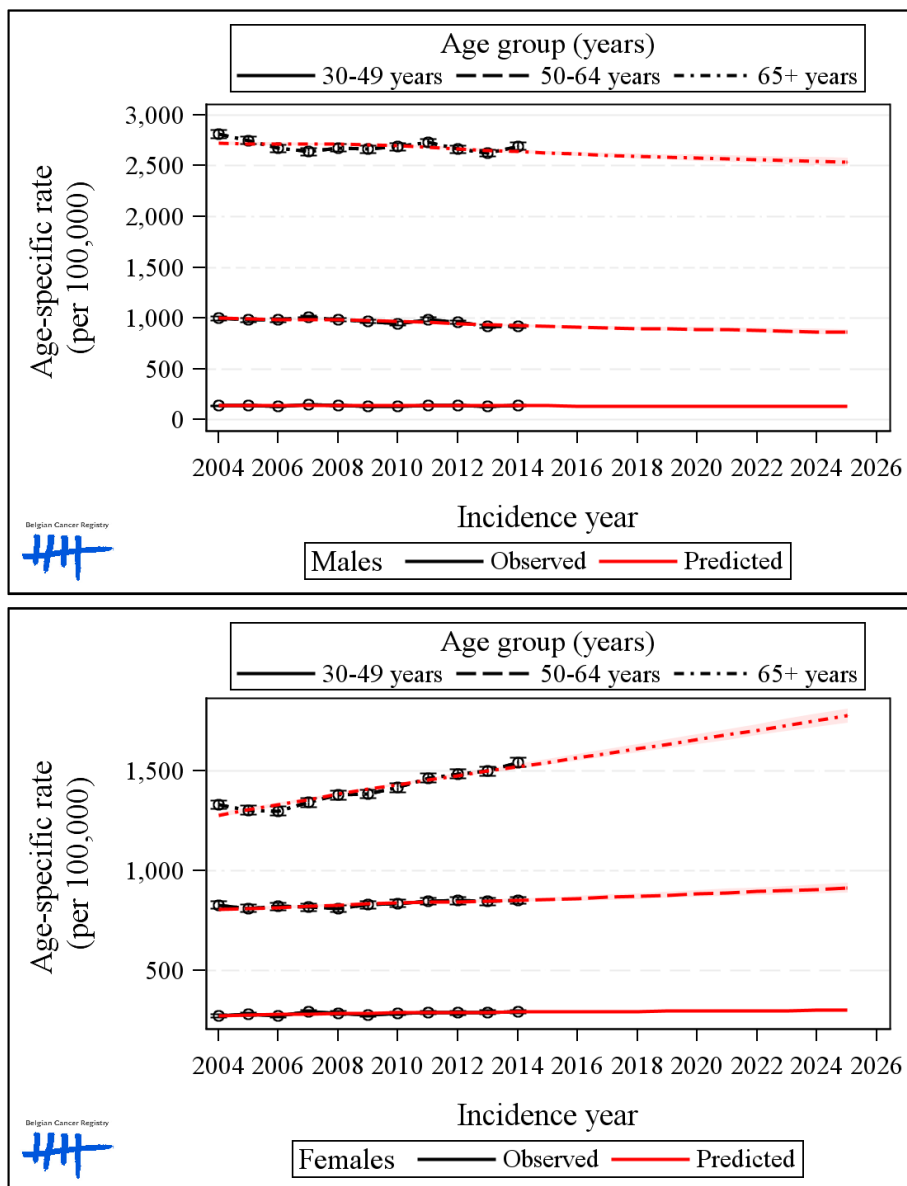 Age group (years)
30-49 years 50-64 years 65+ years
Age-specific rate
(per 100,000)
3,000
2,500
2,000
1,500
1,000
500
0
2004 2006 2008 2010 2012 2014 2016 2018 2020 2022 2024 2026
Incidence year
Belgian Cancer Registry
Males Observed Predicted
Age group (years)
30-49 years 50-64 years 65+ years
Age-specific rate
(per 100,000)
1,500
1,000
500
2004 2006 2008 2010 2012 2014 2016 2018 2020 2022 2024 2026
Incidence year
Belgian Cancer Registry
Females Observed Predicted